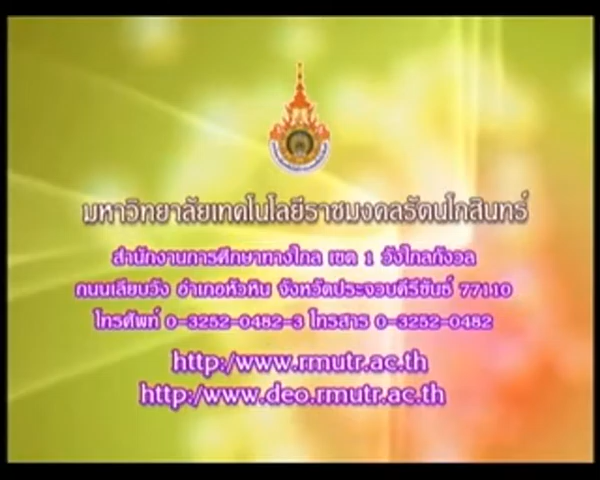 มหาวิทยาลัยเทคโนโลยีราชมงคลรัตนโกสินทร์
สำนักงานการศึกษาทางไกล เขต 1 วังไกลกังวล
ถนนเลียบวัง อำเภอหัวหิน จังหวัดประจวบคีรีขันธ์ 77110
โทรศัพท์ 0-3252-0482-3 โทรสาร 0-3252-0482
http:/www.rmutr.ac.th
http:/www.deo.rmutr.ac.th